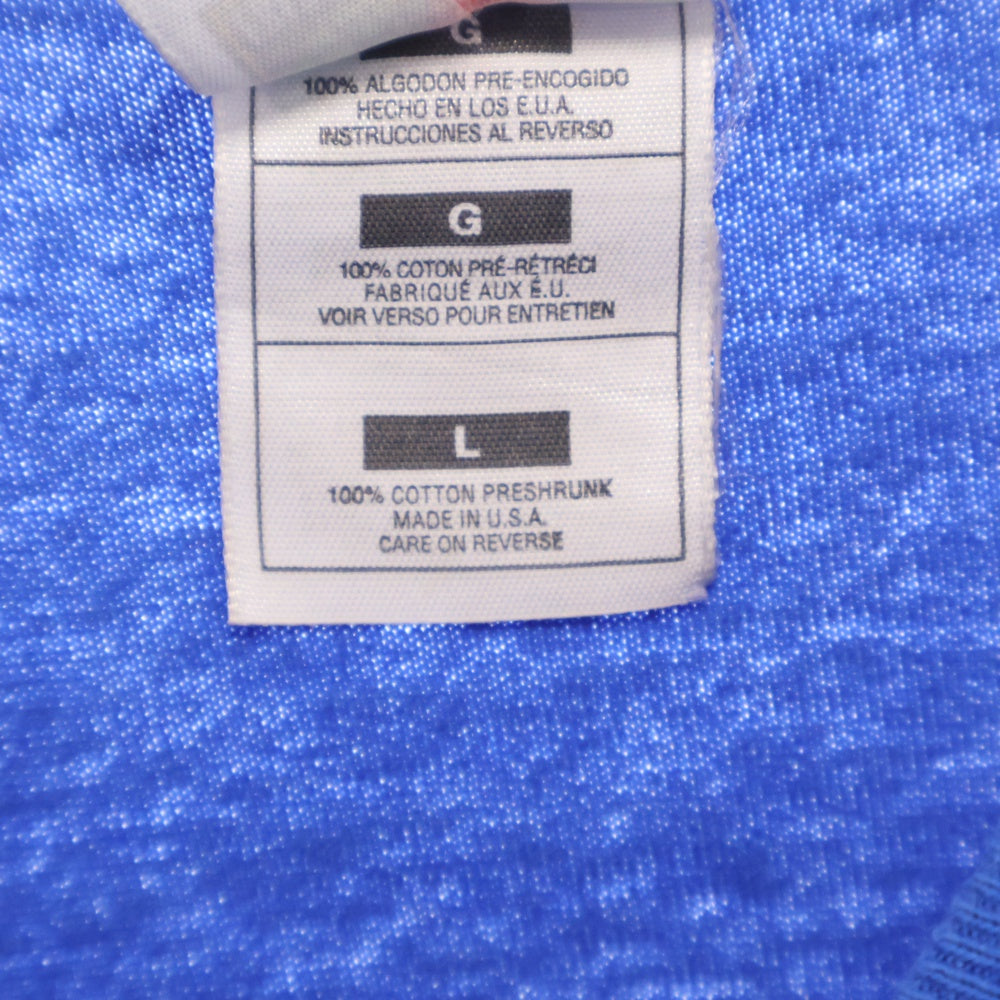 G
100% ALGODON PRE-ENCOGIDO
HECHO EN LOS E.U.A.
INSTRUCCIONES AL REVERSO
G
100% COTON PRÉ-RÉTRÉCI
FABRIQUÉ AUX É.U.
VOIR VERSO POUR ENTRETIEN
L
100% COTTON PRESHRUNK
MADE IN U.S.A.
CARE ON REVERSE